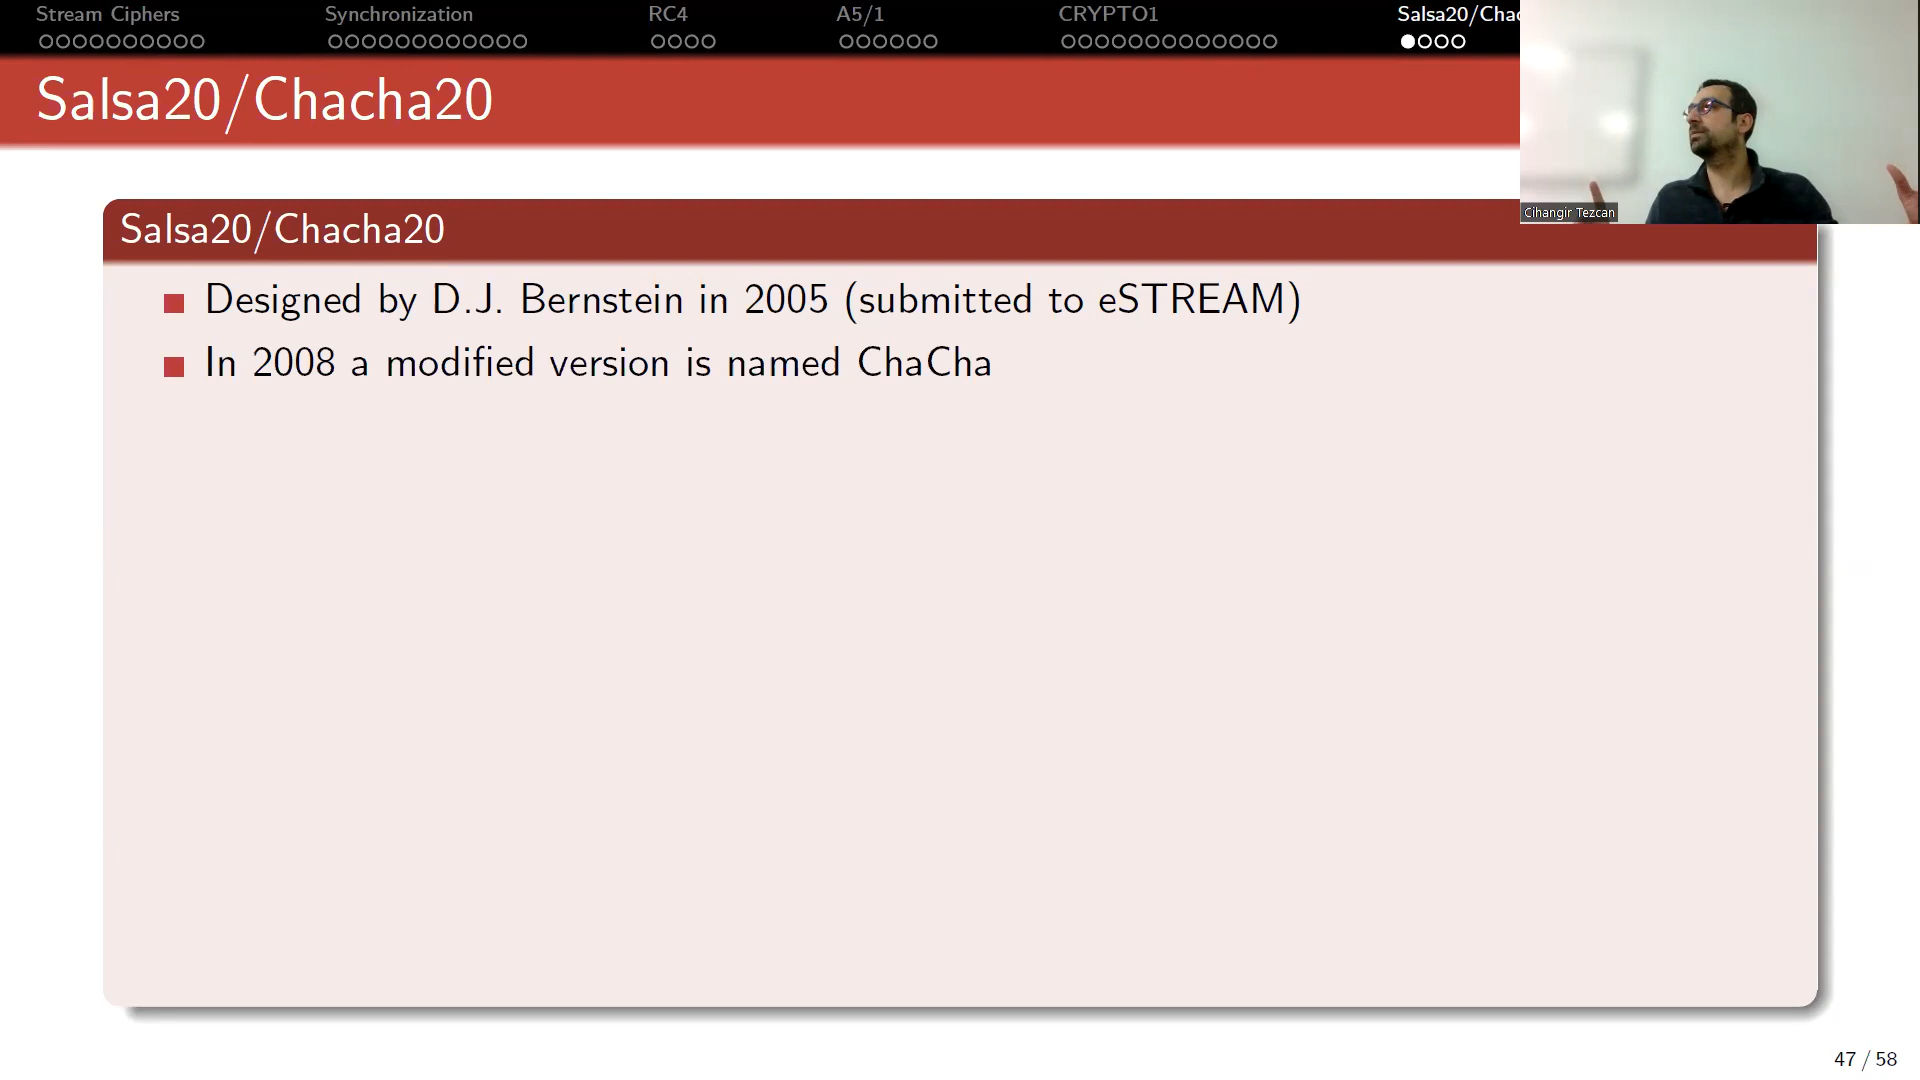 Stream Ciphers
Synchronization
RC4
A5/1
CRYPTO1
Salsa20/Chac
Salsa20/Chacha20
Cihangir Tezcan
Salsa20/Chacha20
Designed by D.J. Bernstein in 2005 (submitted to eSTREAM)
In 2008 a modified version is named ChaCha
47 / 58